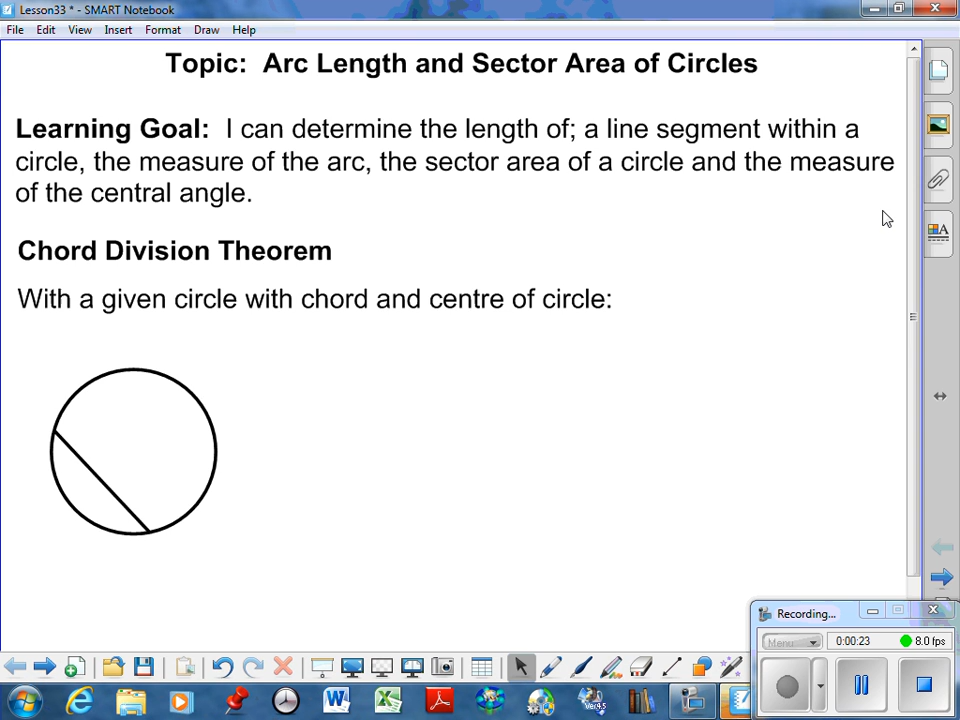 Lesson33 * - SMART Notebook
File Edit View Insert Format Draw Help
Topic: Arc Length and Sector Area of Circles
Learning Goal: I can determine the length of; a line segment within a
circle, the measure of the arc, the sector area of a circle and the measure
of the central angle.
Chord Division Theorem
With a given circle with chord and centre of circle:
Recording...
Menu 0:00:23 8.0 fps